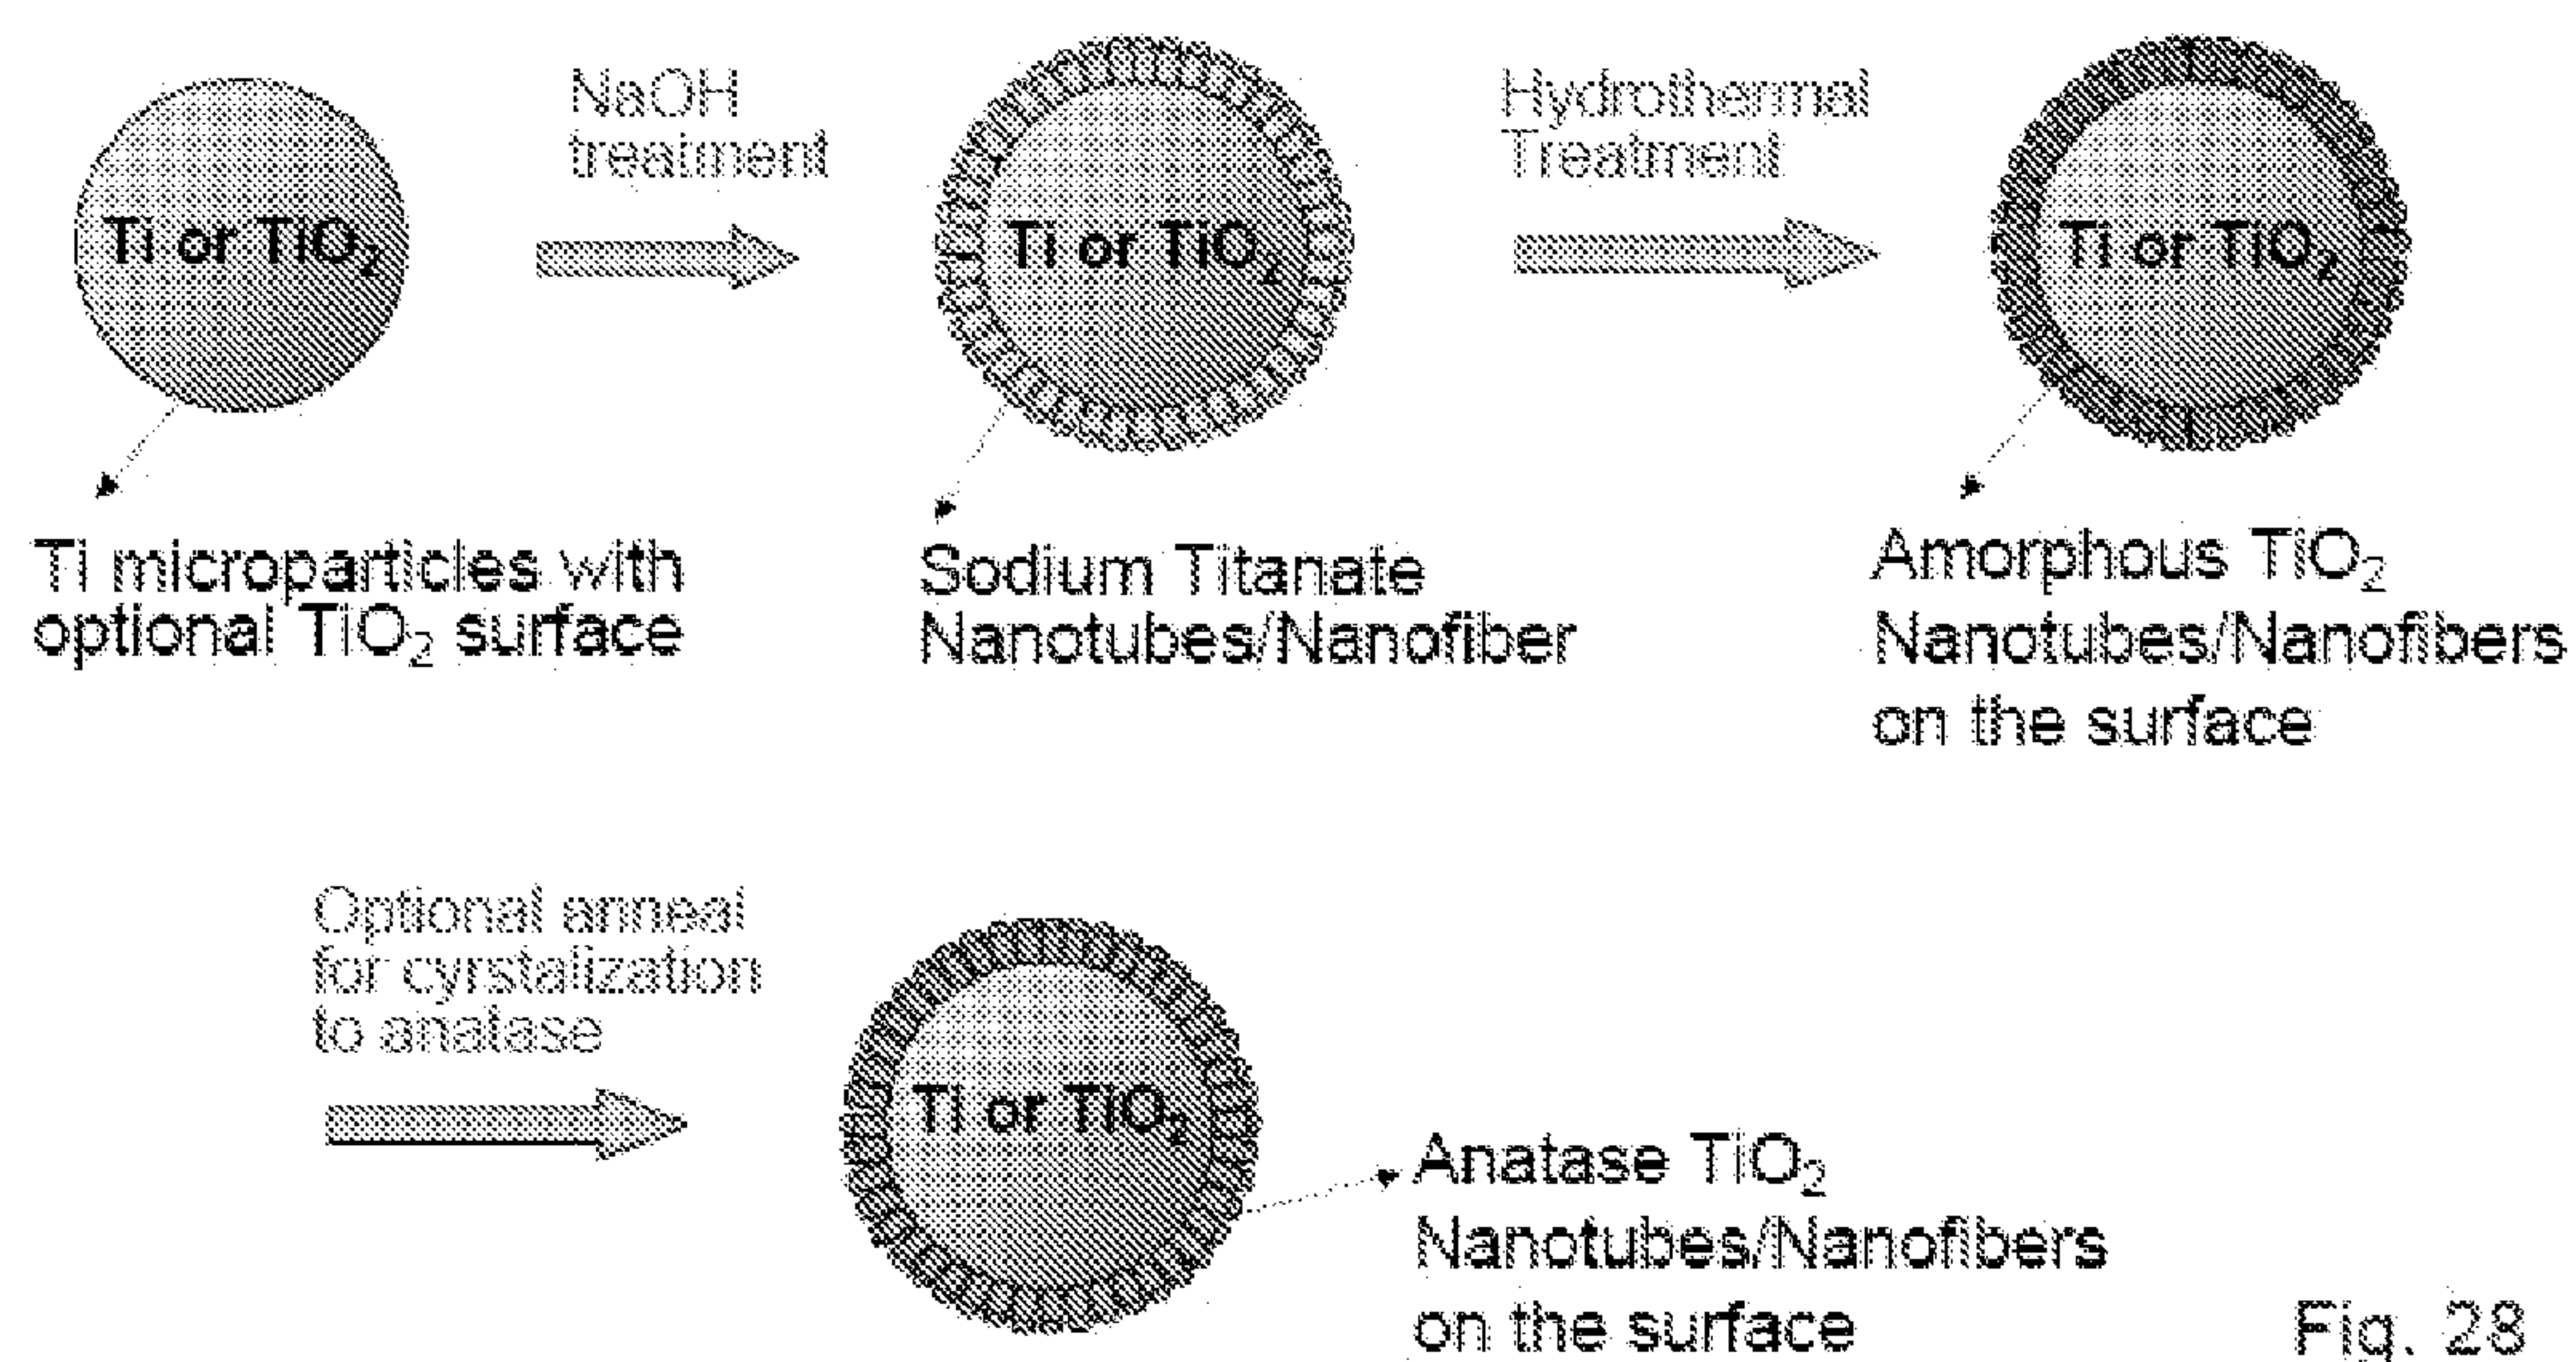 Ti or TiO2
NaOH
treatment
Ti or TiO2
Hydrothermal
Treatment
Ti or TiO2
Ti microparticles with
optional TiO2 surface
Sodium Titanate
Nanotubes/Nanofiber
Amorphous TiO2
Nanotubes/Nanofibers
on the surface
Optional anneal
for cyrstalization
to anatase
Ti or TiO2
Anatase TiO2
Nanotubes/Nanofibers
on the surface
Fig. 28